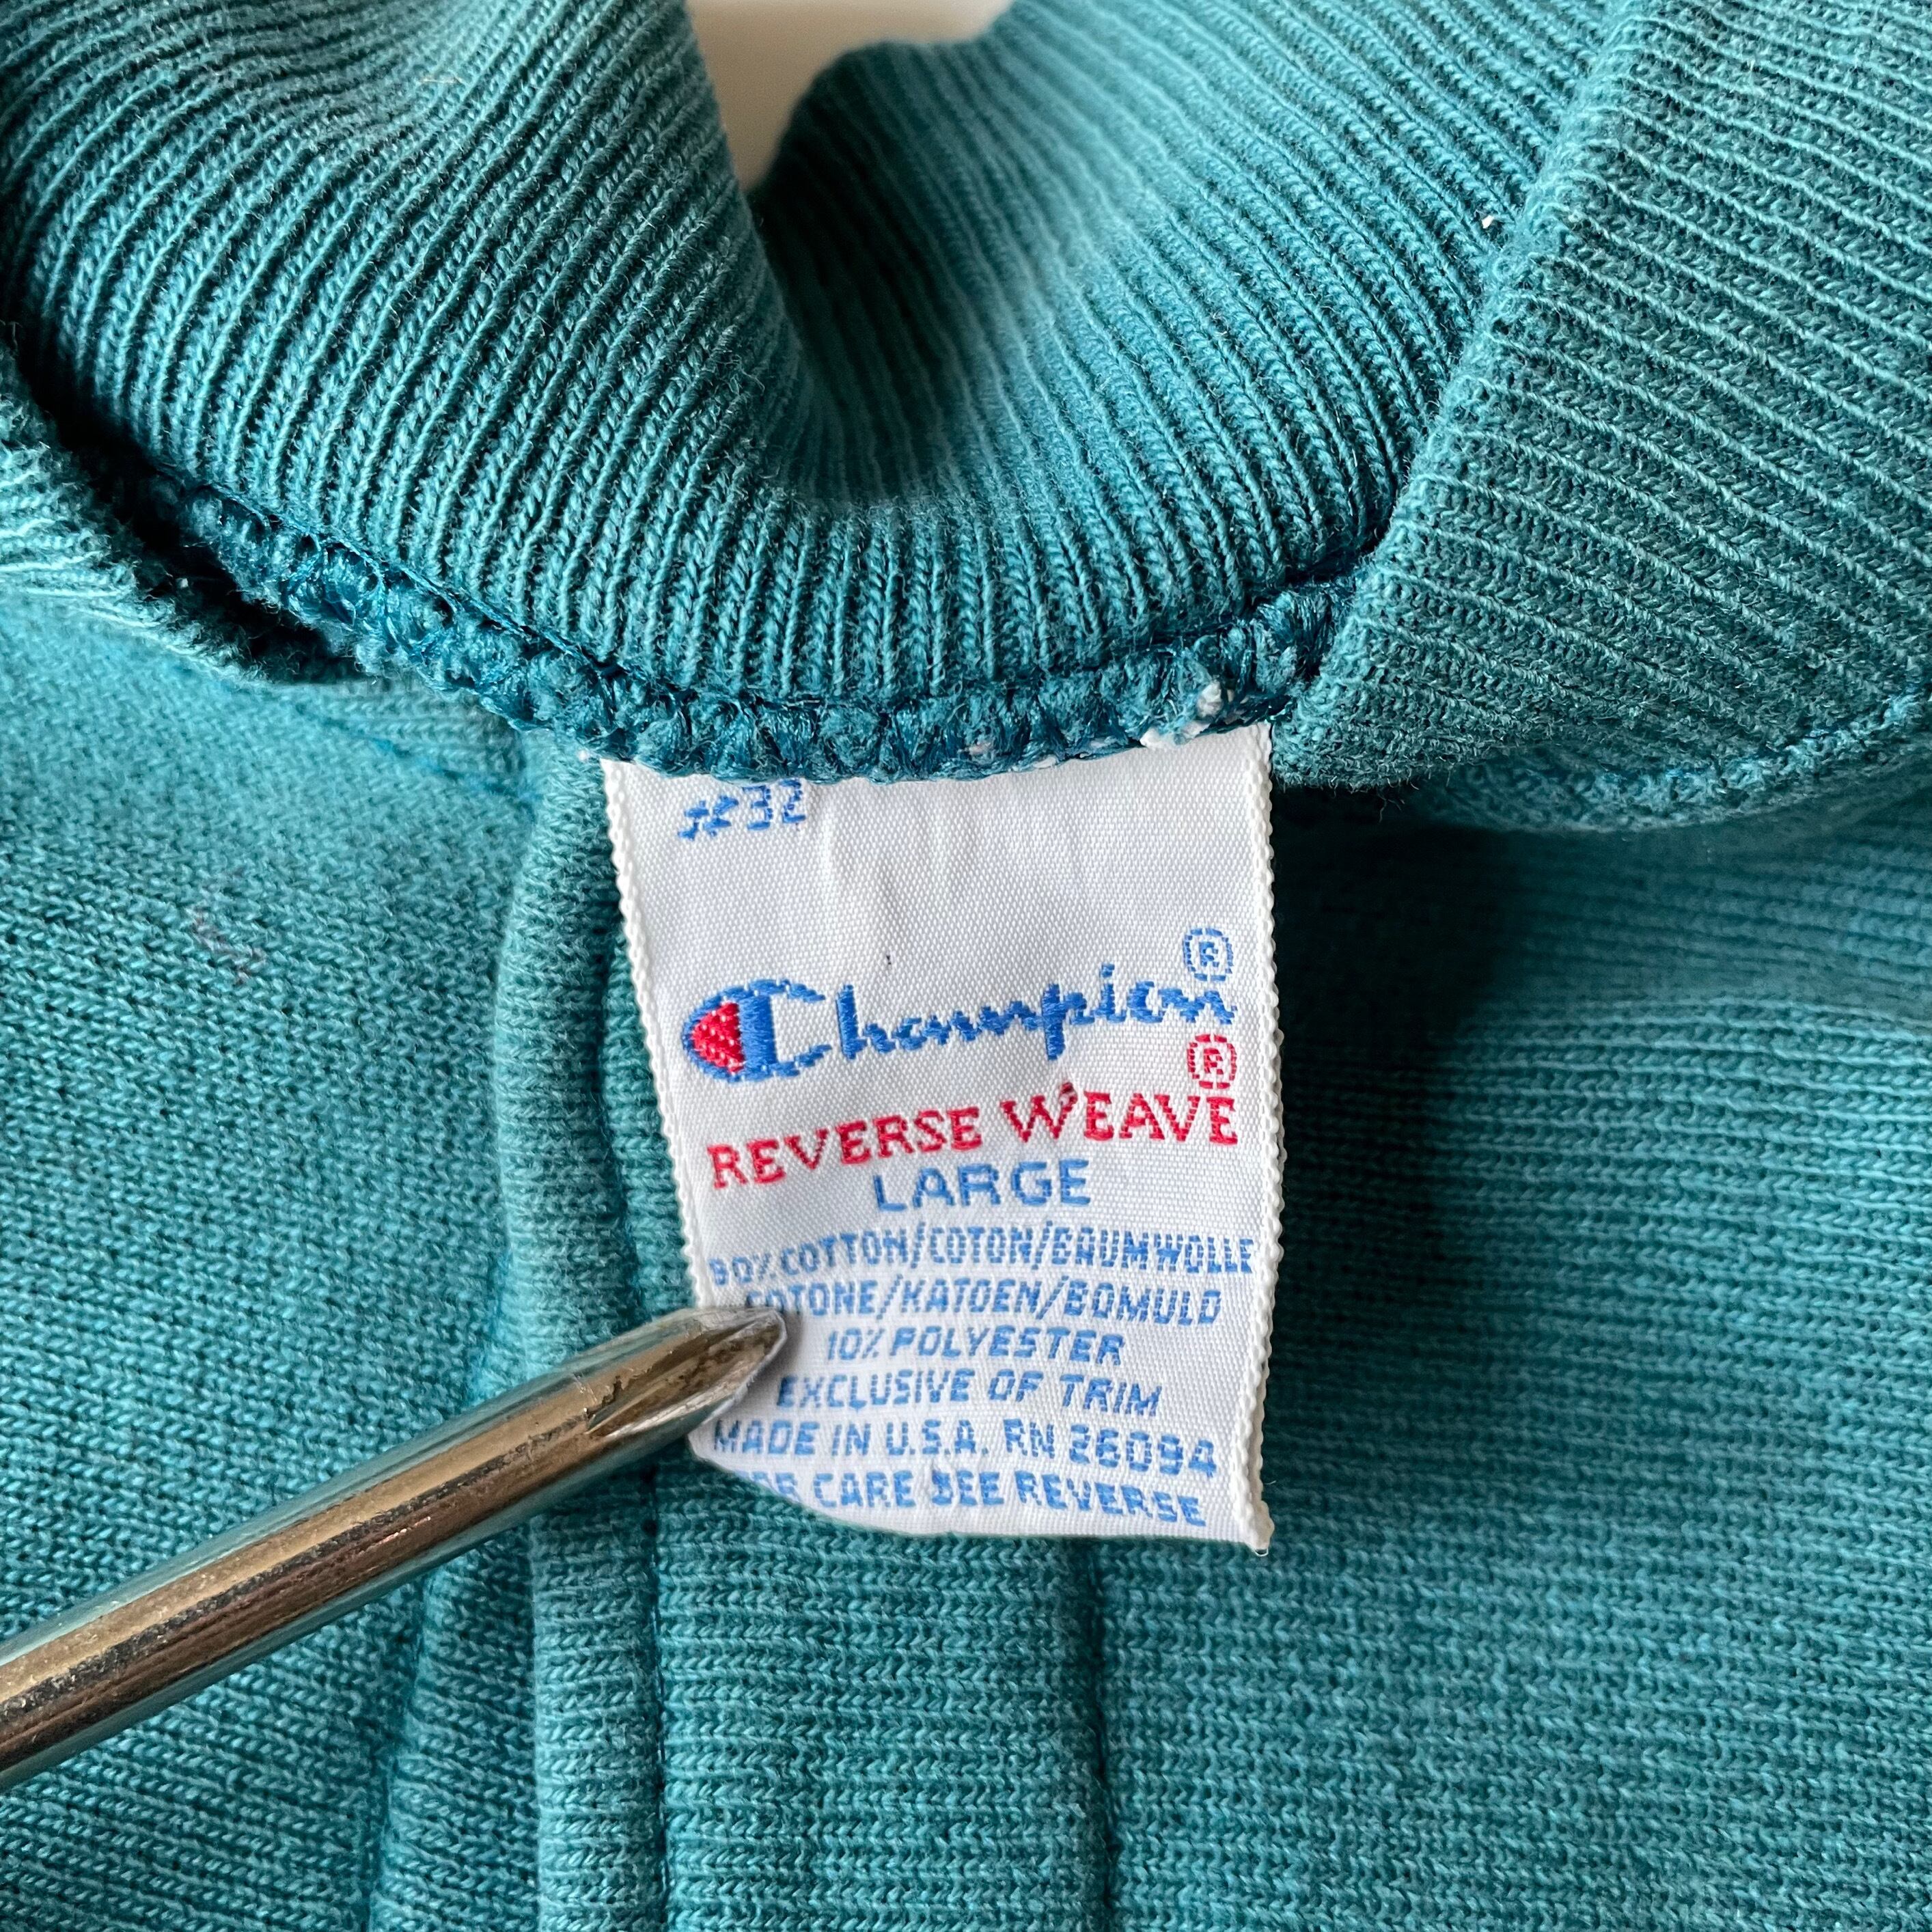 #32
Champion®
REVERSE WEAVE®
LARGE
90% COTTON/COTON/BAUMWOLLE
COTONE/KATOEN/BOMULD
10% POLYESTER
EXCLUSIVE OF TRIM
MADE IN U.S.A. RN 26094
CARE SEE REVERSE